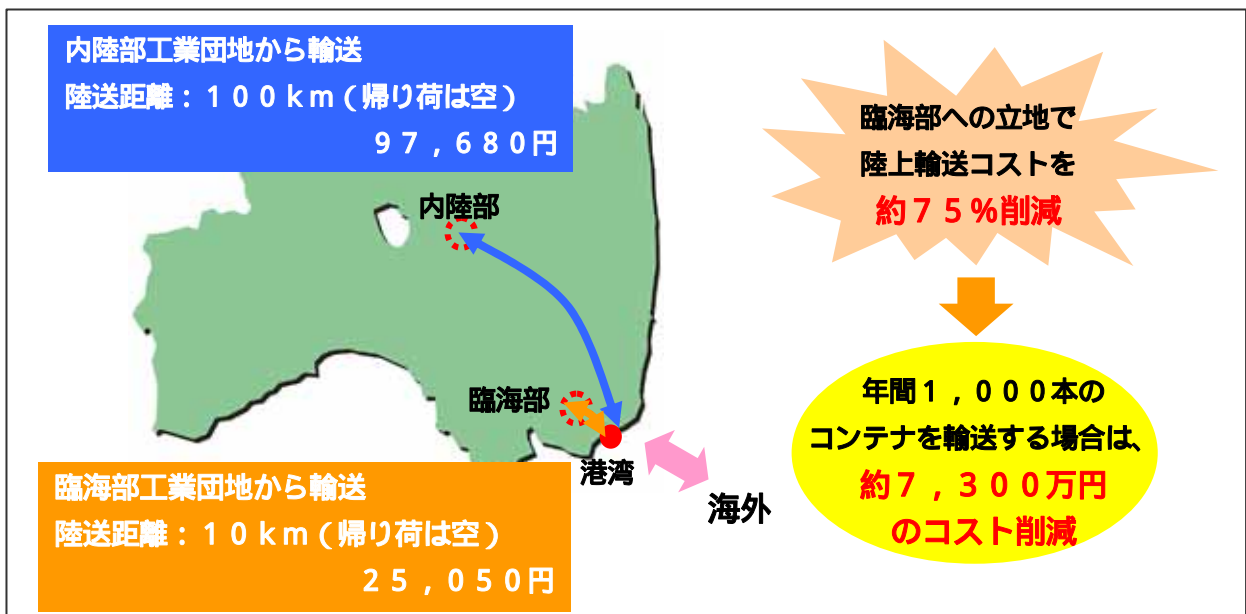 内陸部工業団地から輸送
陸送距離：１００ｋｍ（帰り荷は空）
９７，６８０円
内陸部
臨海部
港湾
海外
臨海部工業団地から輸送
陸送距離：１０ｋｍ（帰り荷は空）
２５，０５０円
臨海部への立地で
陸上輸送コストを
約７５％削減
年間１，０００本の
コンテナを輸送する場合は、
約７，３００万円
のコスト削減